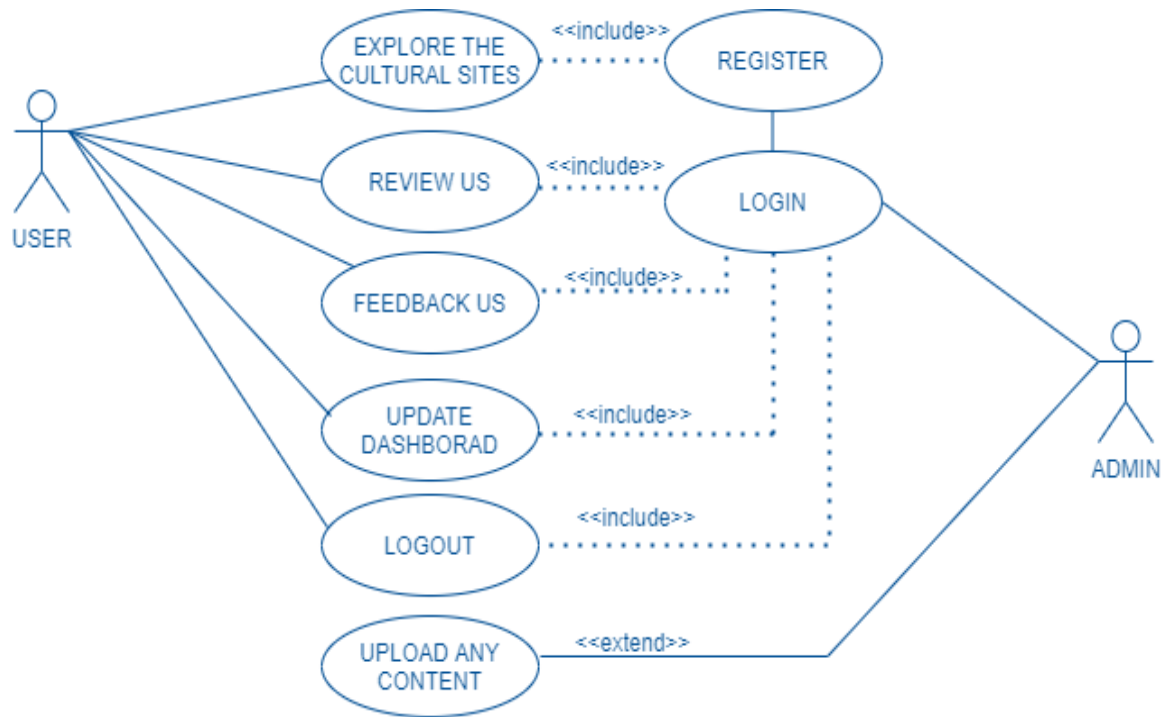 EXPLORE THE
CULTURAL SITES
<<include>>
REGISTER
USER
REVIEW US
<<include>>
LOGIN
FEEDBACK US
<<include>>
UPDATE
DASHBORAD
<<include>>
ADMIN
LOGOUT
<<include>>
UPLOAD ANY
CONTENT
<<extend>>